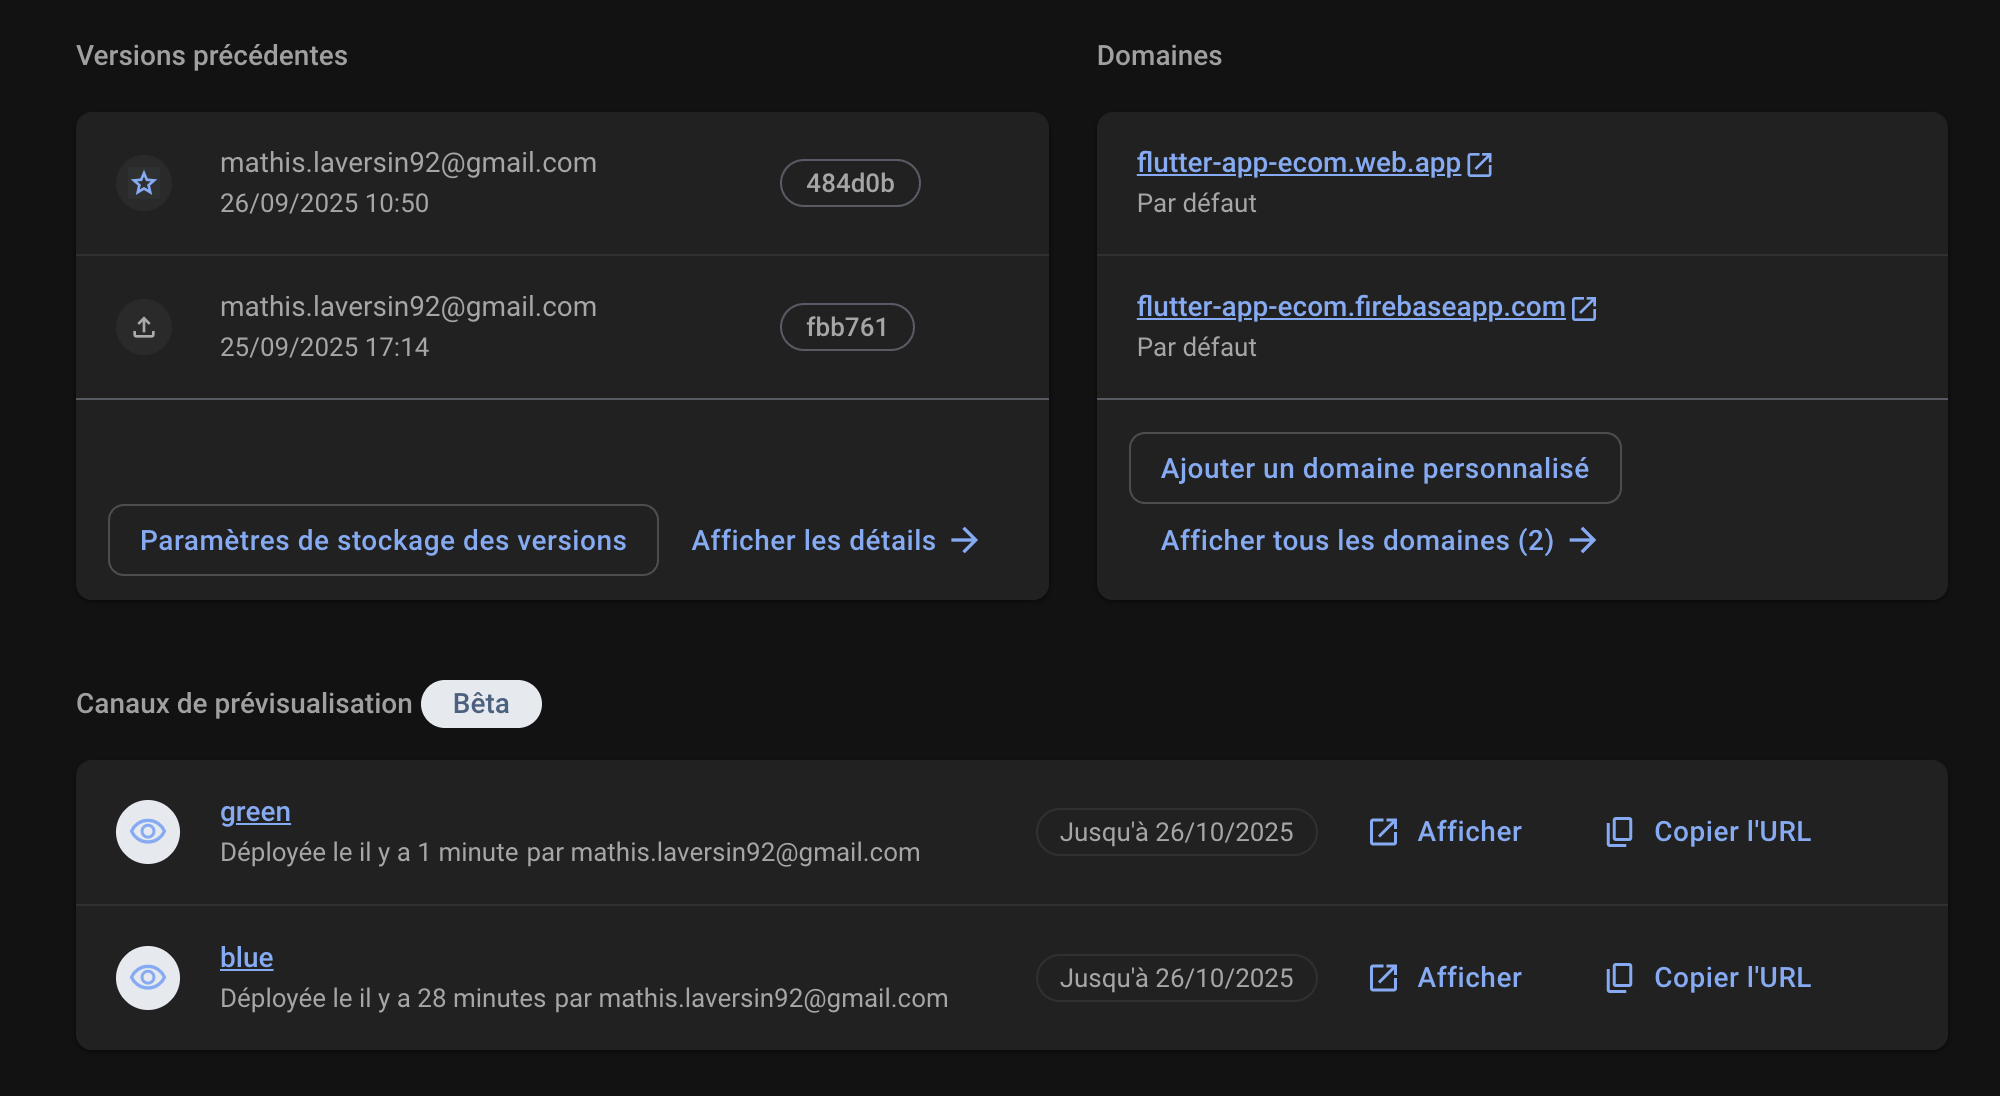 Versions précédentes
mathis.laversin92@gmail.com
26/09/2025 10:50
484d0b
mathis.laversin92@gmail.com
25/09/2025 17:14
fbb761
Paramètres de stockage des versions
Afficher les détails
Domaines
flutter-app-ecom.web.app
Par défaut
flutter-app-ecom.firebaseapp.com
Par défaut
Ajouter un domaine personnalisé
Afficher tous les domaines (2)
Canaux de prévisualisation Bêta
green
Déployée le il y a 1 minute par mathis.laversin92@gmail.com
Jusqu'à 26/10/2025
Afficher
Copier l'URL
blue
Déployée le il y a 28 minutes par mathis.laversin92@gmail.com
Jusqu'à 26/10/2025
Afficher
Copier l'URL